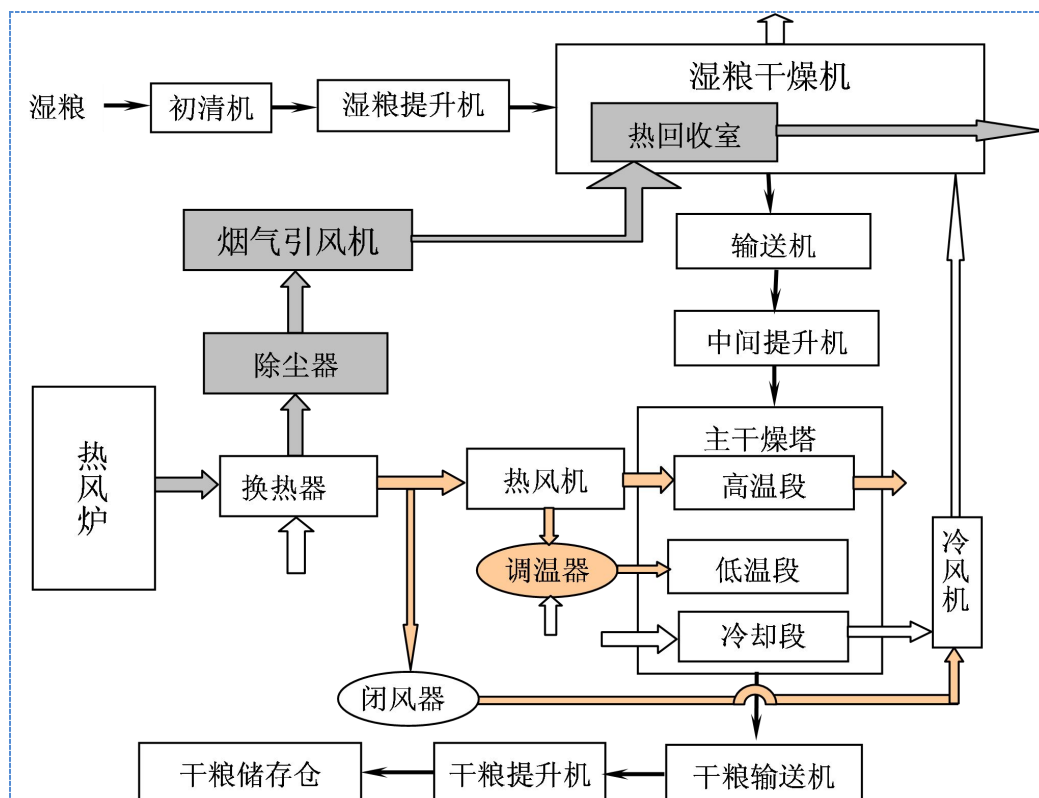 湿粮干燥机
湿粮
初清机
湿粮提升机
热回收室
烟气引风机
输送机
除尘器
中间提升机
热风炉
主干燥塔
换热器
热风机
高温段
调温器
低温段
冷风机
冷却段
闭风器
干粮储存仓
干粮提升机
干粮输送机